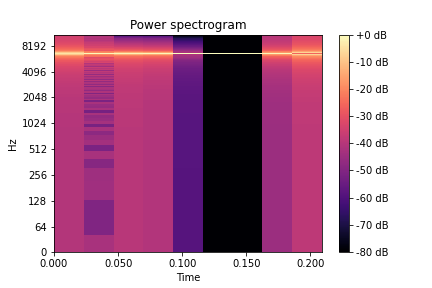 Power spectrogram
8192
4096
2048
1024
512
256
128
64
0
Hz
0.000 0.050 0.100 0.150 0.200
Time
+0 dB
-10 dB
-20 dB
-30 dB
-40 dB
-50 dB
-60 dB
-70 dB
-80 dB